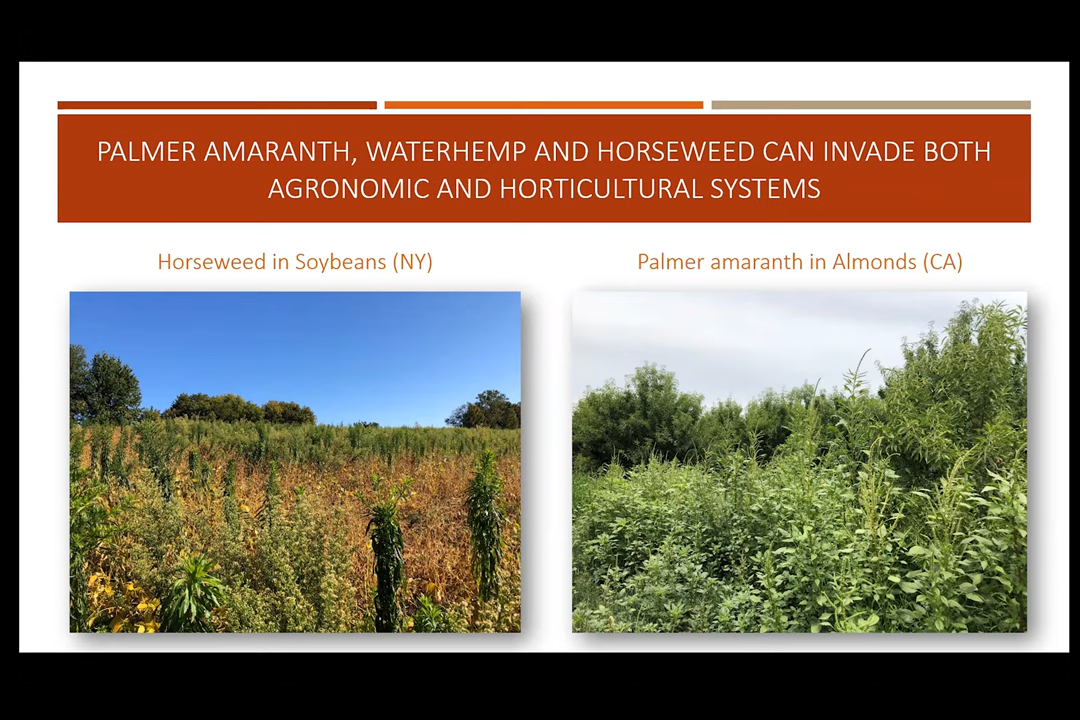 PALMER AMARANTH, WATERHEMP AND HORSEWEED CAN INVADE BOTH
AGRONOMIC AND HORTICULTURAL SYSTEMS
Horseweed in Soybeans (NY)
Palmer amaranth in Almonds (CA)